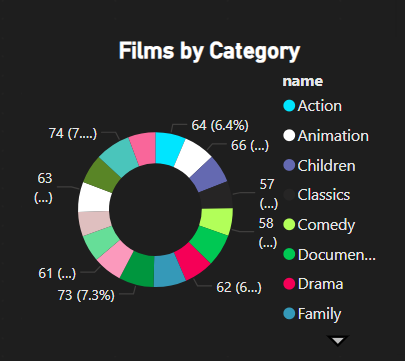 Films by Category
name
Action
Animation
Children
Classics
Comedy
Documen...
Drama
Family
64 (6.4%)
66 (...)
57
(...)
58
(...)
62 (6...)
73 (7.3%)
61 (...)
63
(...)
74 (7....)